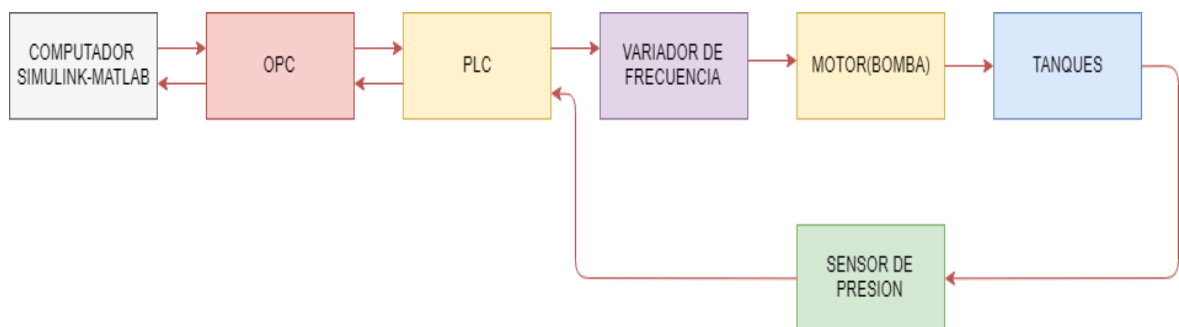 COMPUTADOR
SIMULINK-MATLAB
OPC
PLC
VARIADOR DE
FRECUENCIA
MOTOR(BOMBA)
TANQUES
SENSOR DE
PRESION